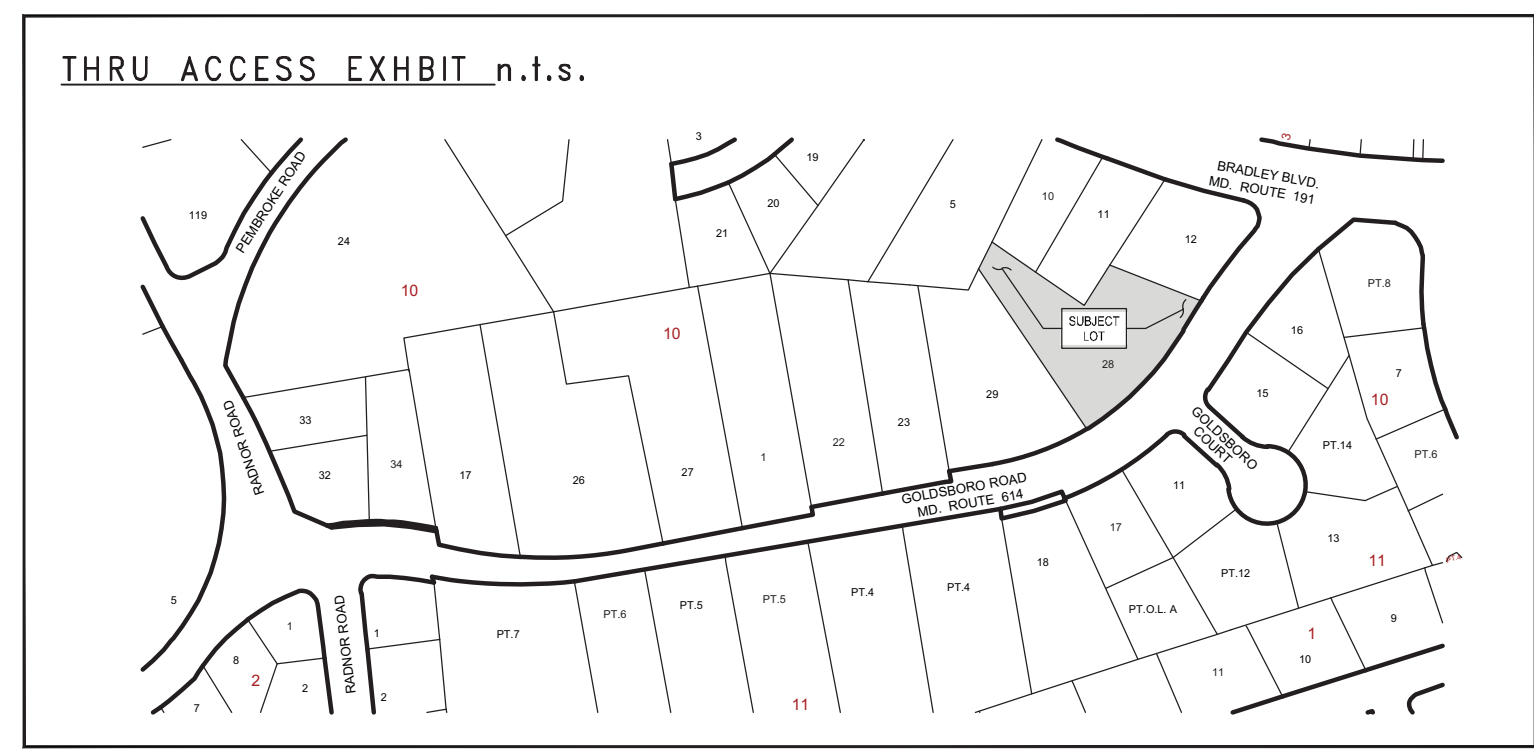 THRU ACCESS EXHBIT n.t.s.
3
3
19
BRADLEY BLVD.
MD. ROUTE 191
119
PEMBROKE ROAD
24
20
21
5
10
11
12
10
10
SUBJECT
LOT
28
PT.8
16
7
10
15
29
33
RADNOR ROAD
32
34
17
26
27
1
22
23
GOLDSBORO
COURT
PT.14
PT.6
GOLDSBORO ROAD
MD. ROUTE 614
11
17
18
13
11
PT.12
PT.O.L. A
5
1
RADNOR ROAD
1
PT.7
PT.6
PT.5
PT.5
PT.4
PT.4
8
2
2
7
2
11
1
9
10
11